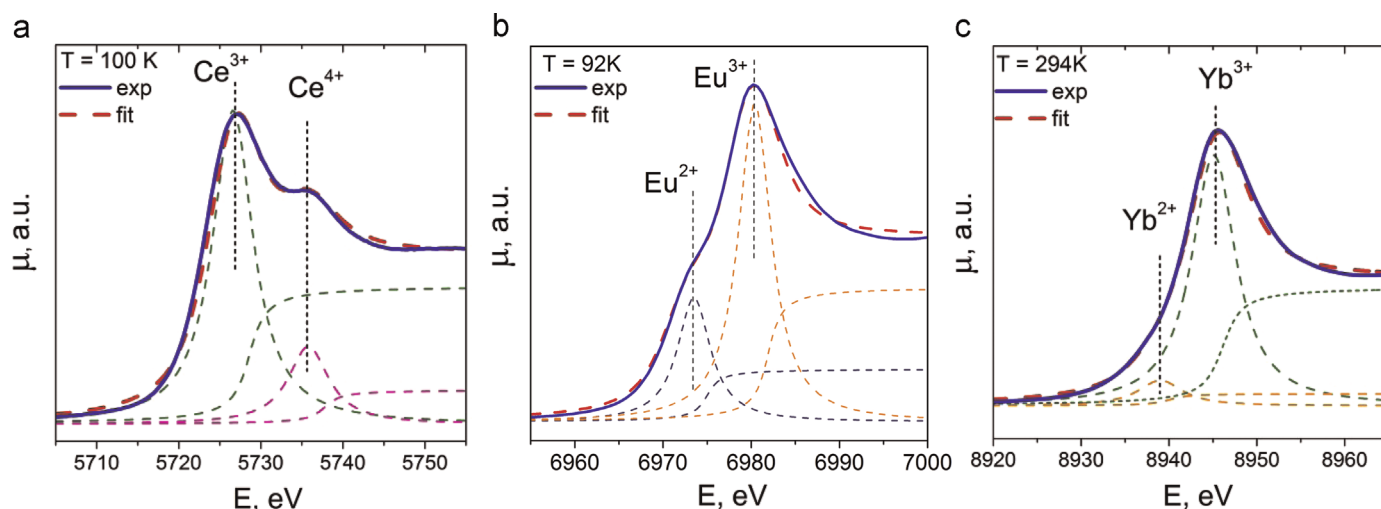 a
T = 100 K
exp
fit
Ce3+
Ce4+
μ, a.u.
5710 5720 5730 5740 5750
E, eV
b
T = 92K
exp
fit
Eu3+
Eu2+
μ, a.u.
6960 6970 6980 6990 7000
E, eV
c
T = 294K
exp
fit
Yb3+
Yb2+
μ, a.u.
8920 8930 8940 8950 8960
E, eV